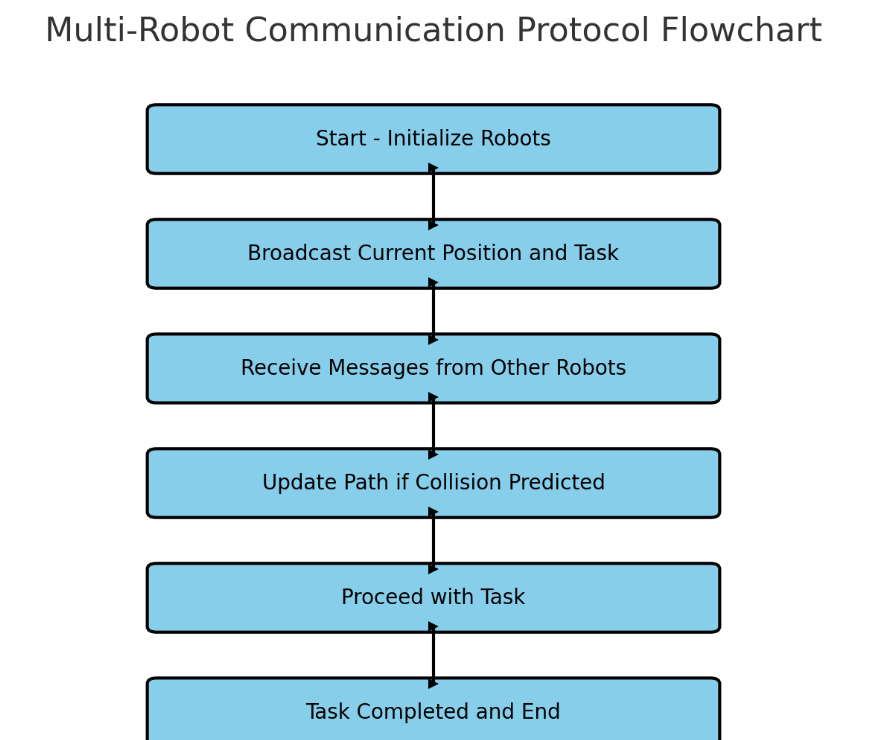 Multi-Robot Communication Protocol Flowchart
Start - Initialize Robots
Broadcast Current Position and Task
Receive Messages from Other Robots
Update Path if Collision Predicted
Proceed with Task
Task Completed and End